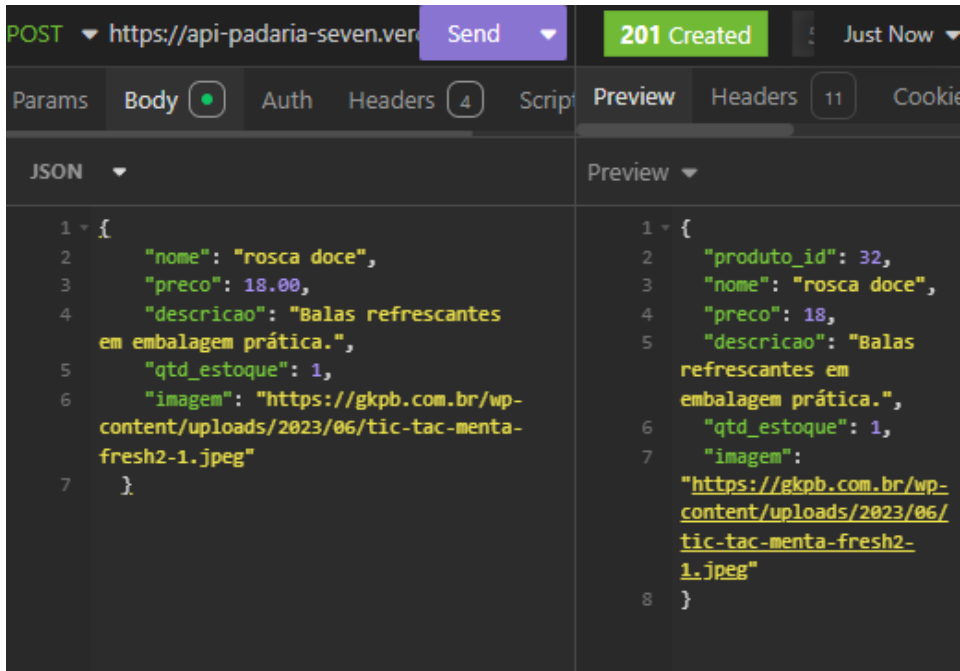 POST https://api-padaria-seven.ver Send 201 Created Just Now
Params Body Auth Headers 4 Script Preview Headers 11 Cookie
JSON
1 {
2 "nome": "rosca doce",
3 "preco": 18.00,
4 "descricao": "Balas refrescantes
em embalagem prática.",
5 "qtd_estoque": 1,
6 "imagem": "https://gkpb.com.br/wp-
content/uploads/2023/06/tic-tac-menta-
fresh2-1.jpeg"
7 }
Preview
1 {
2 "produto_id": 32,
3 "nome": "rosca doce",
4 "preco": 18,
5 "descricao": "Balas
refrescantes em
embalagem prática.",
6 "qtd_estoque": 1,
7 "imagem":
"https://gkpb.com.br/wp-
content/uploads/2023/06/
tic-tac-menta-fresh2-
1.jpeg"
8 }